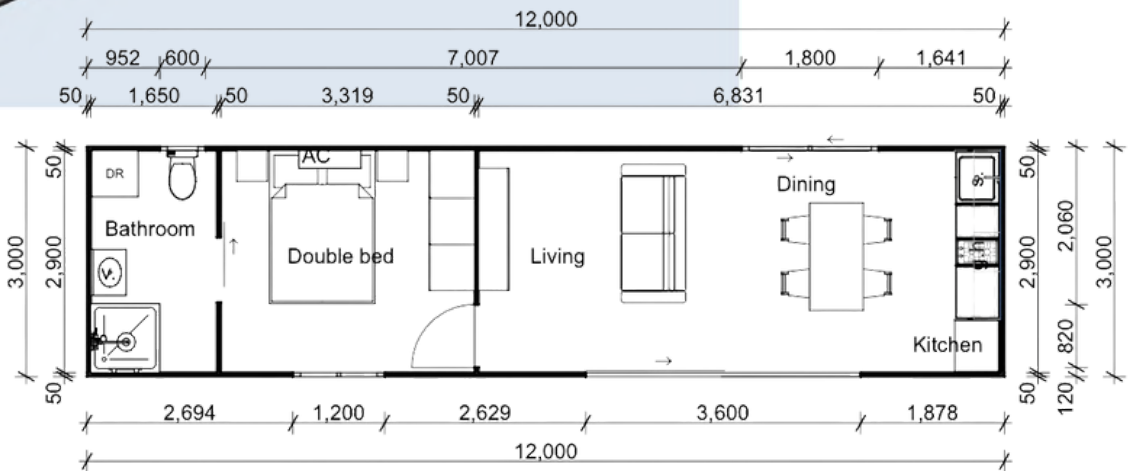 12,000
952 600 7,007 1,800 1,641
50 1,650 50 3,319 50 6,831 50
AC
DR
Dining
Bathroom
Double bed
Living
Kitchen
3,000
50
2,900
50
50
2,900
50
2,060
820
120
3,000
2,694 1,200 2,629 3,600 1,878
12,000